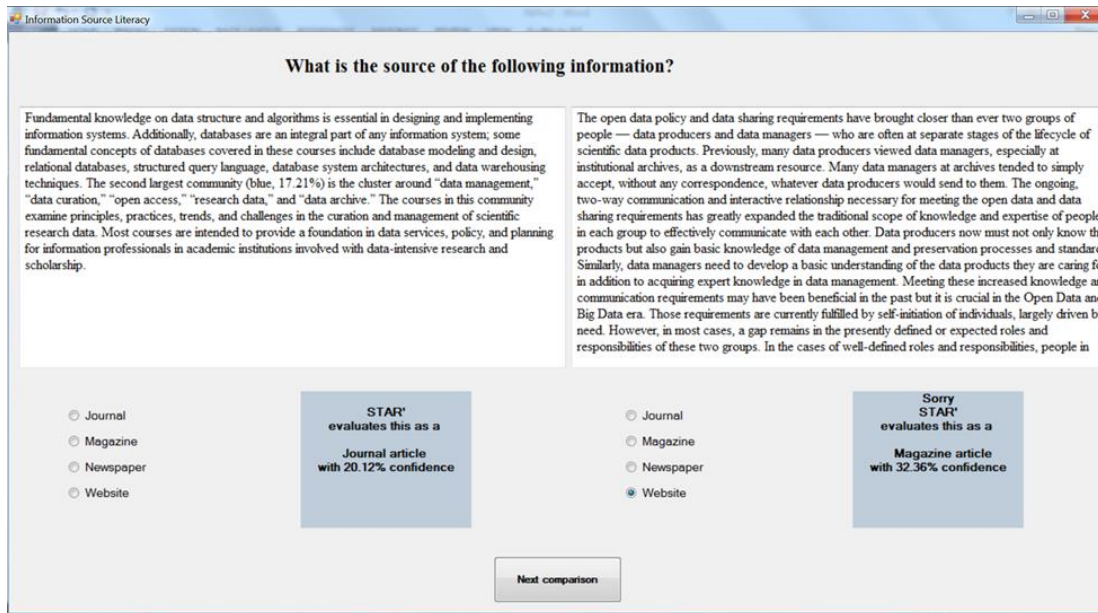 Information Source Literacy
What is the source of the following information?
Fundamental knowledge on data structure and algorithms is essential in designing and implementing
information systems. Additionally, databases are an integral part of any information system; some
fundamental concepts of databases covered in these courses include database modeling and design,
relational databases, structured query language, database system architectures, and data warehousing
techniques. The second largest community (blue, 17.21%) is the cluster around “data management,”
“data curation,” “open access,” “research data,” and “data archive.” The courses in this community
examine principles, practices, trends, and challenges in the curation and management of scientific
research data. Most courses are intended to provide a foundation in data services, policy, and planning
for information professionals in academic institutions involved with data-intensive research and
scholarship.
The open data policy and data sharing requirements have brought closer than ever two groups of
people — data producers and data managers — who are often at separate stages of the lifecycle of
scientific data products. Previously, many data producers viewed data managers, especially at
institutional archives, as a downstream resource. Many data managers at archives tended to simply
accept, without any correspondence, whatever data producers would send to them. The ongoing,
two-way communication and interactive relationship necessary for meeting the open data and data
sharing requirements has greatly expanded the traditional scope of knowledge and expertise of people
in each group to effectively communicate with each other. Data producers now must not only know th
products but also gain basic knowledge of data management and preservation processes and standard
Similarly, data managers need to develop a basic understanding of the data products they are caring fo
in addition to acquiring expert knowledge in data management. Meeting these increased knowledge a
communication requirements may have been beneficial in the past but it is crucial in the Open Data an
Big Data era. Those requirements are currently fulfilled by self-initiation of individuals, largely driven b
need. However, in most cases, a gap remains in the presently defined or expected roles and
responsibilities of these two groups. In the cases of well-defined roles and responsibilities, people in
Journal
Magazine
Newspaper
Website
STAR'
evaluates this as a
Journal article
with 20.12% confidence
Journal
Magazine
Newspaper
Website
Sorry
STAR'
evaluates this as a
Magazine article
with 32.36% confidence
Next comparison